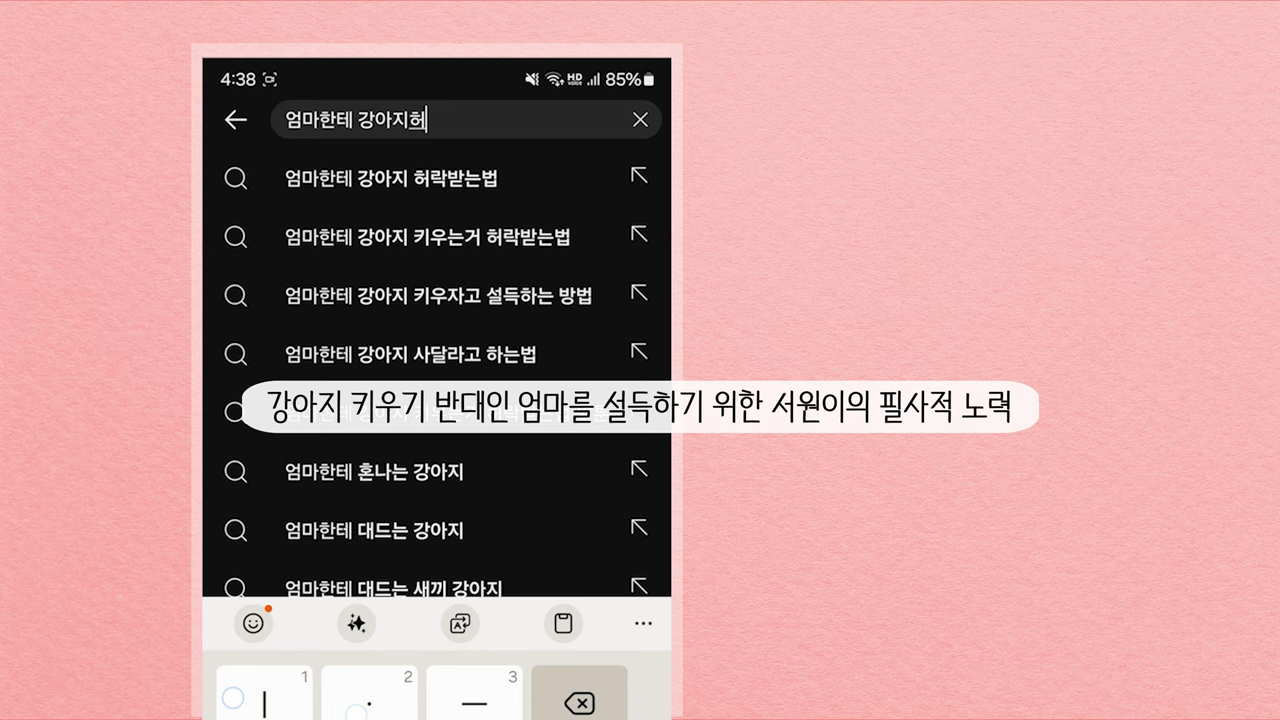 4:38
HD
85%
엄마한테 강아지허
엄마한테 강아지 허락받는법
엄마한테 강아지 키우는거 허락받는법
엄마한테 강아지 키우자고 설득하는 방법
엄마한테 강아지 사달라고 하는법
강아지 키우기 반대인 엄마를 설득하기 위한 서원이의 필사적 노력
엄마한테 혼나는 강아지
엄마한테 대드는 강아지
엄마한테 대드는 새끼 강아지
ㅣ 1
· 2
ㅡ 3